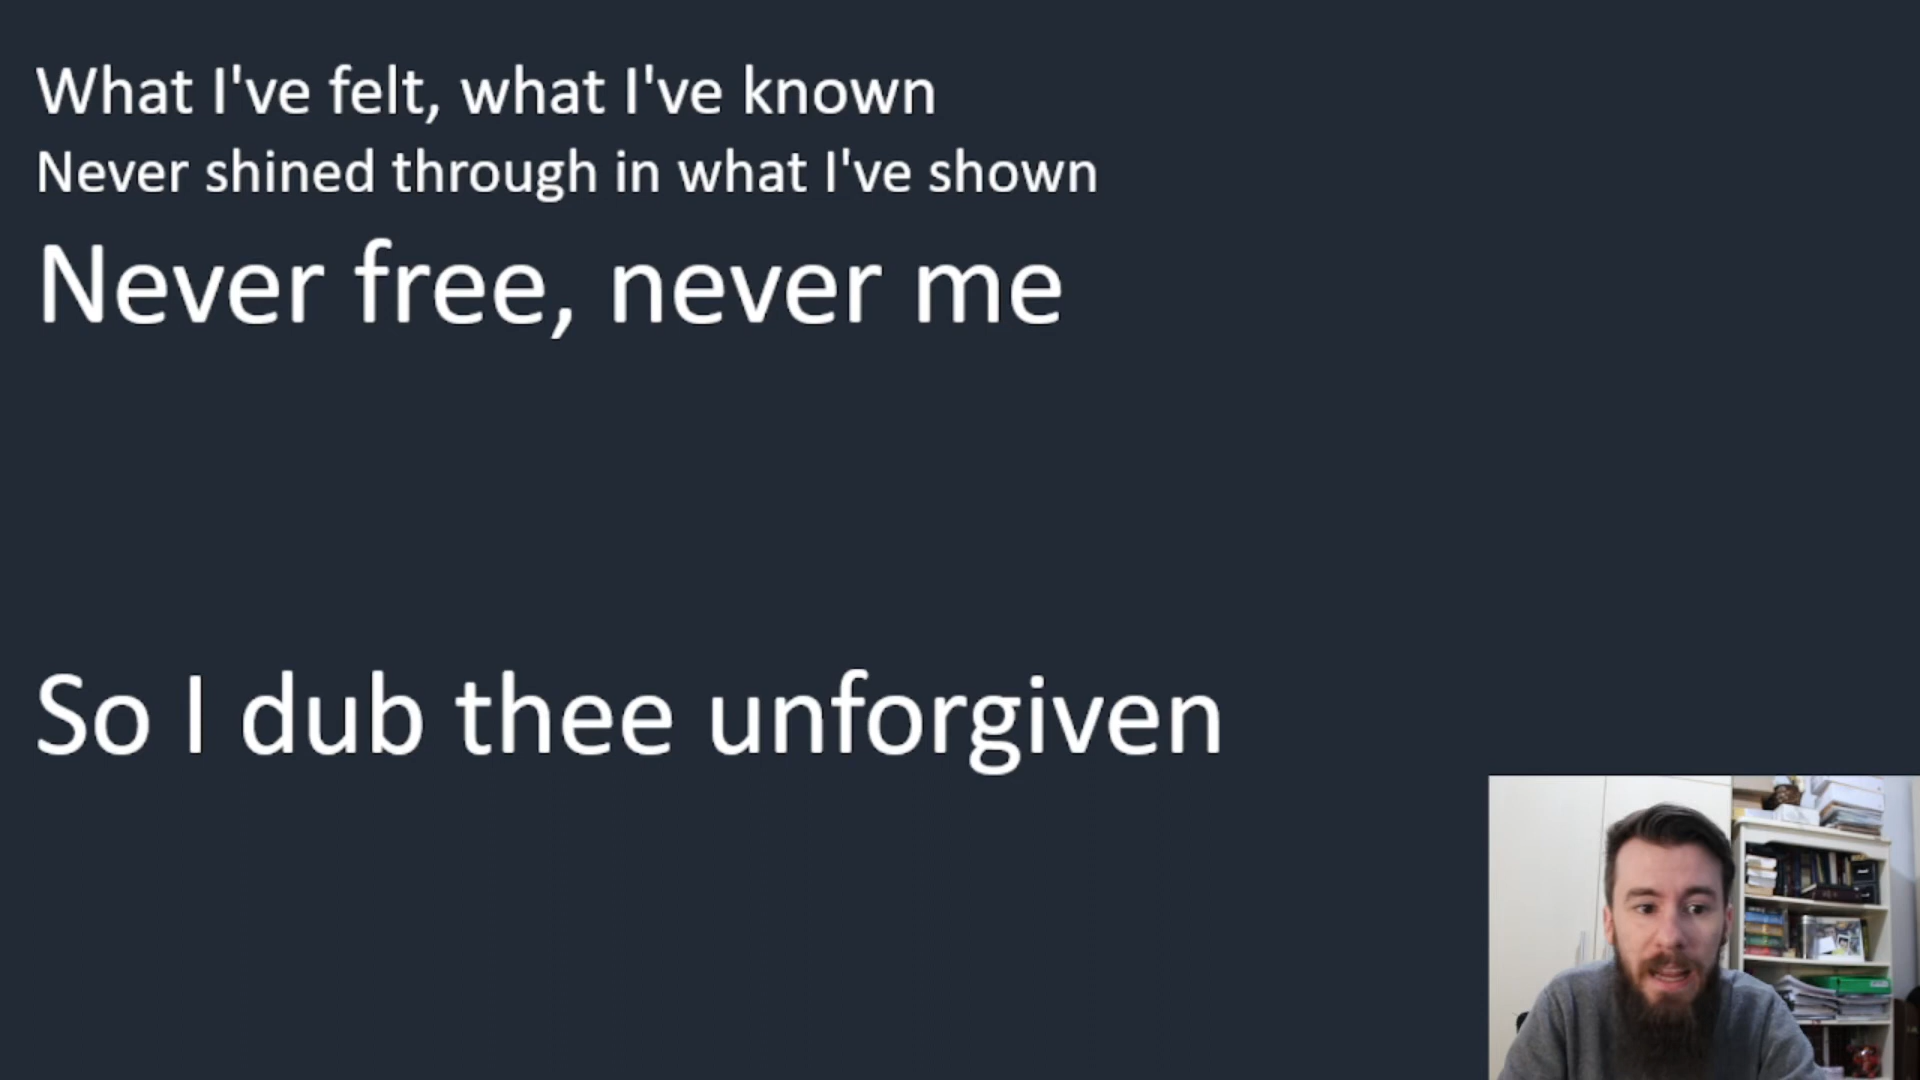 What I've felt, what I've known
Never shined through in what I've shown
Never free, never me
So I dub thee unforgiven